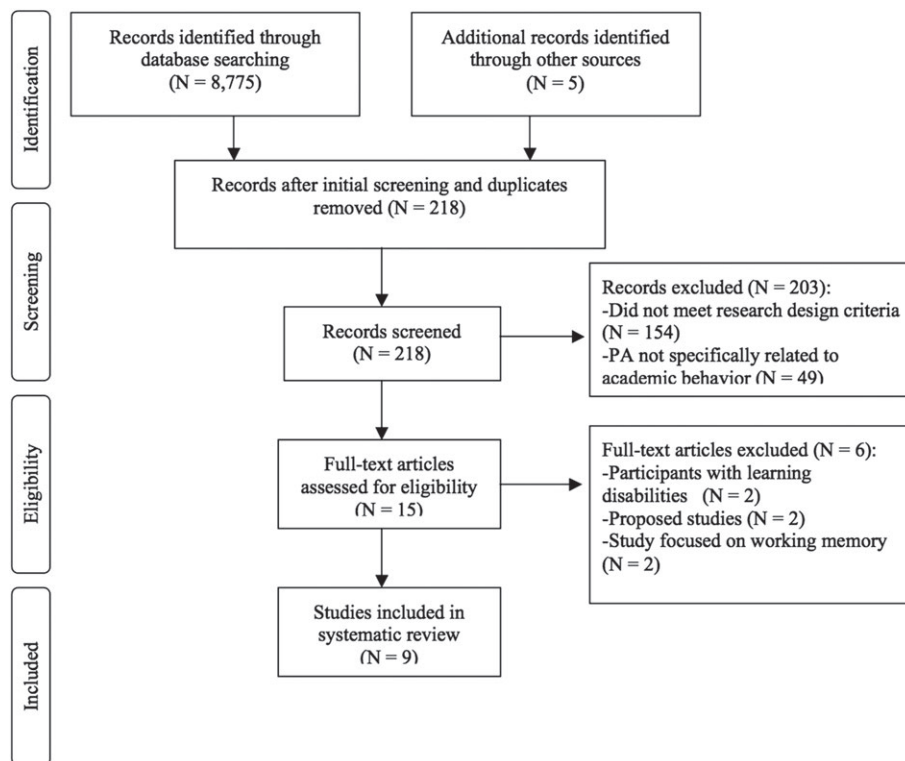 Identification
Records identified through
database searching
(N = 8,775)
Additional records identified
through other sources
(N = 5)
Records after initial screening and duplicates
removed (N = 218)
Screening
Records screened
(N = 218)
Records excluded (N = 203):
-Did not meet research design criteria
(N = 154)
-PA not specifically related to
academic behavior (N = 49)
Eligibility
Full-text articles
assessed for eligibility
(N = 15)
Full-text articles excluded (N = 6):
-Participants with learning
disabilities (N = 2)
-Proposed studies (N = 2)
-Study focused on working memory
(N = 2)
Included
Studies included in
systematic review
(N = 9)